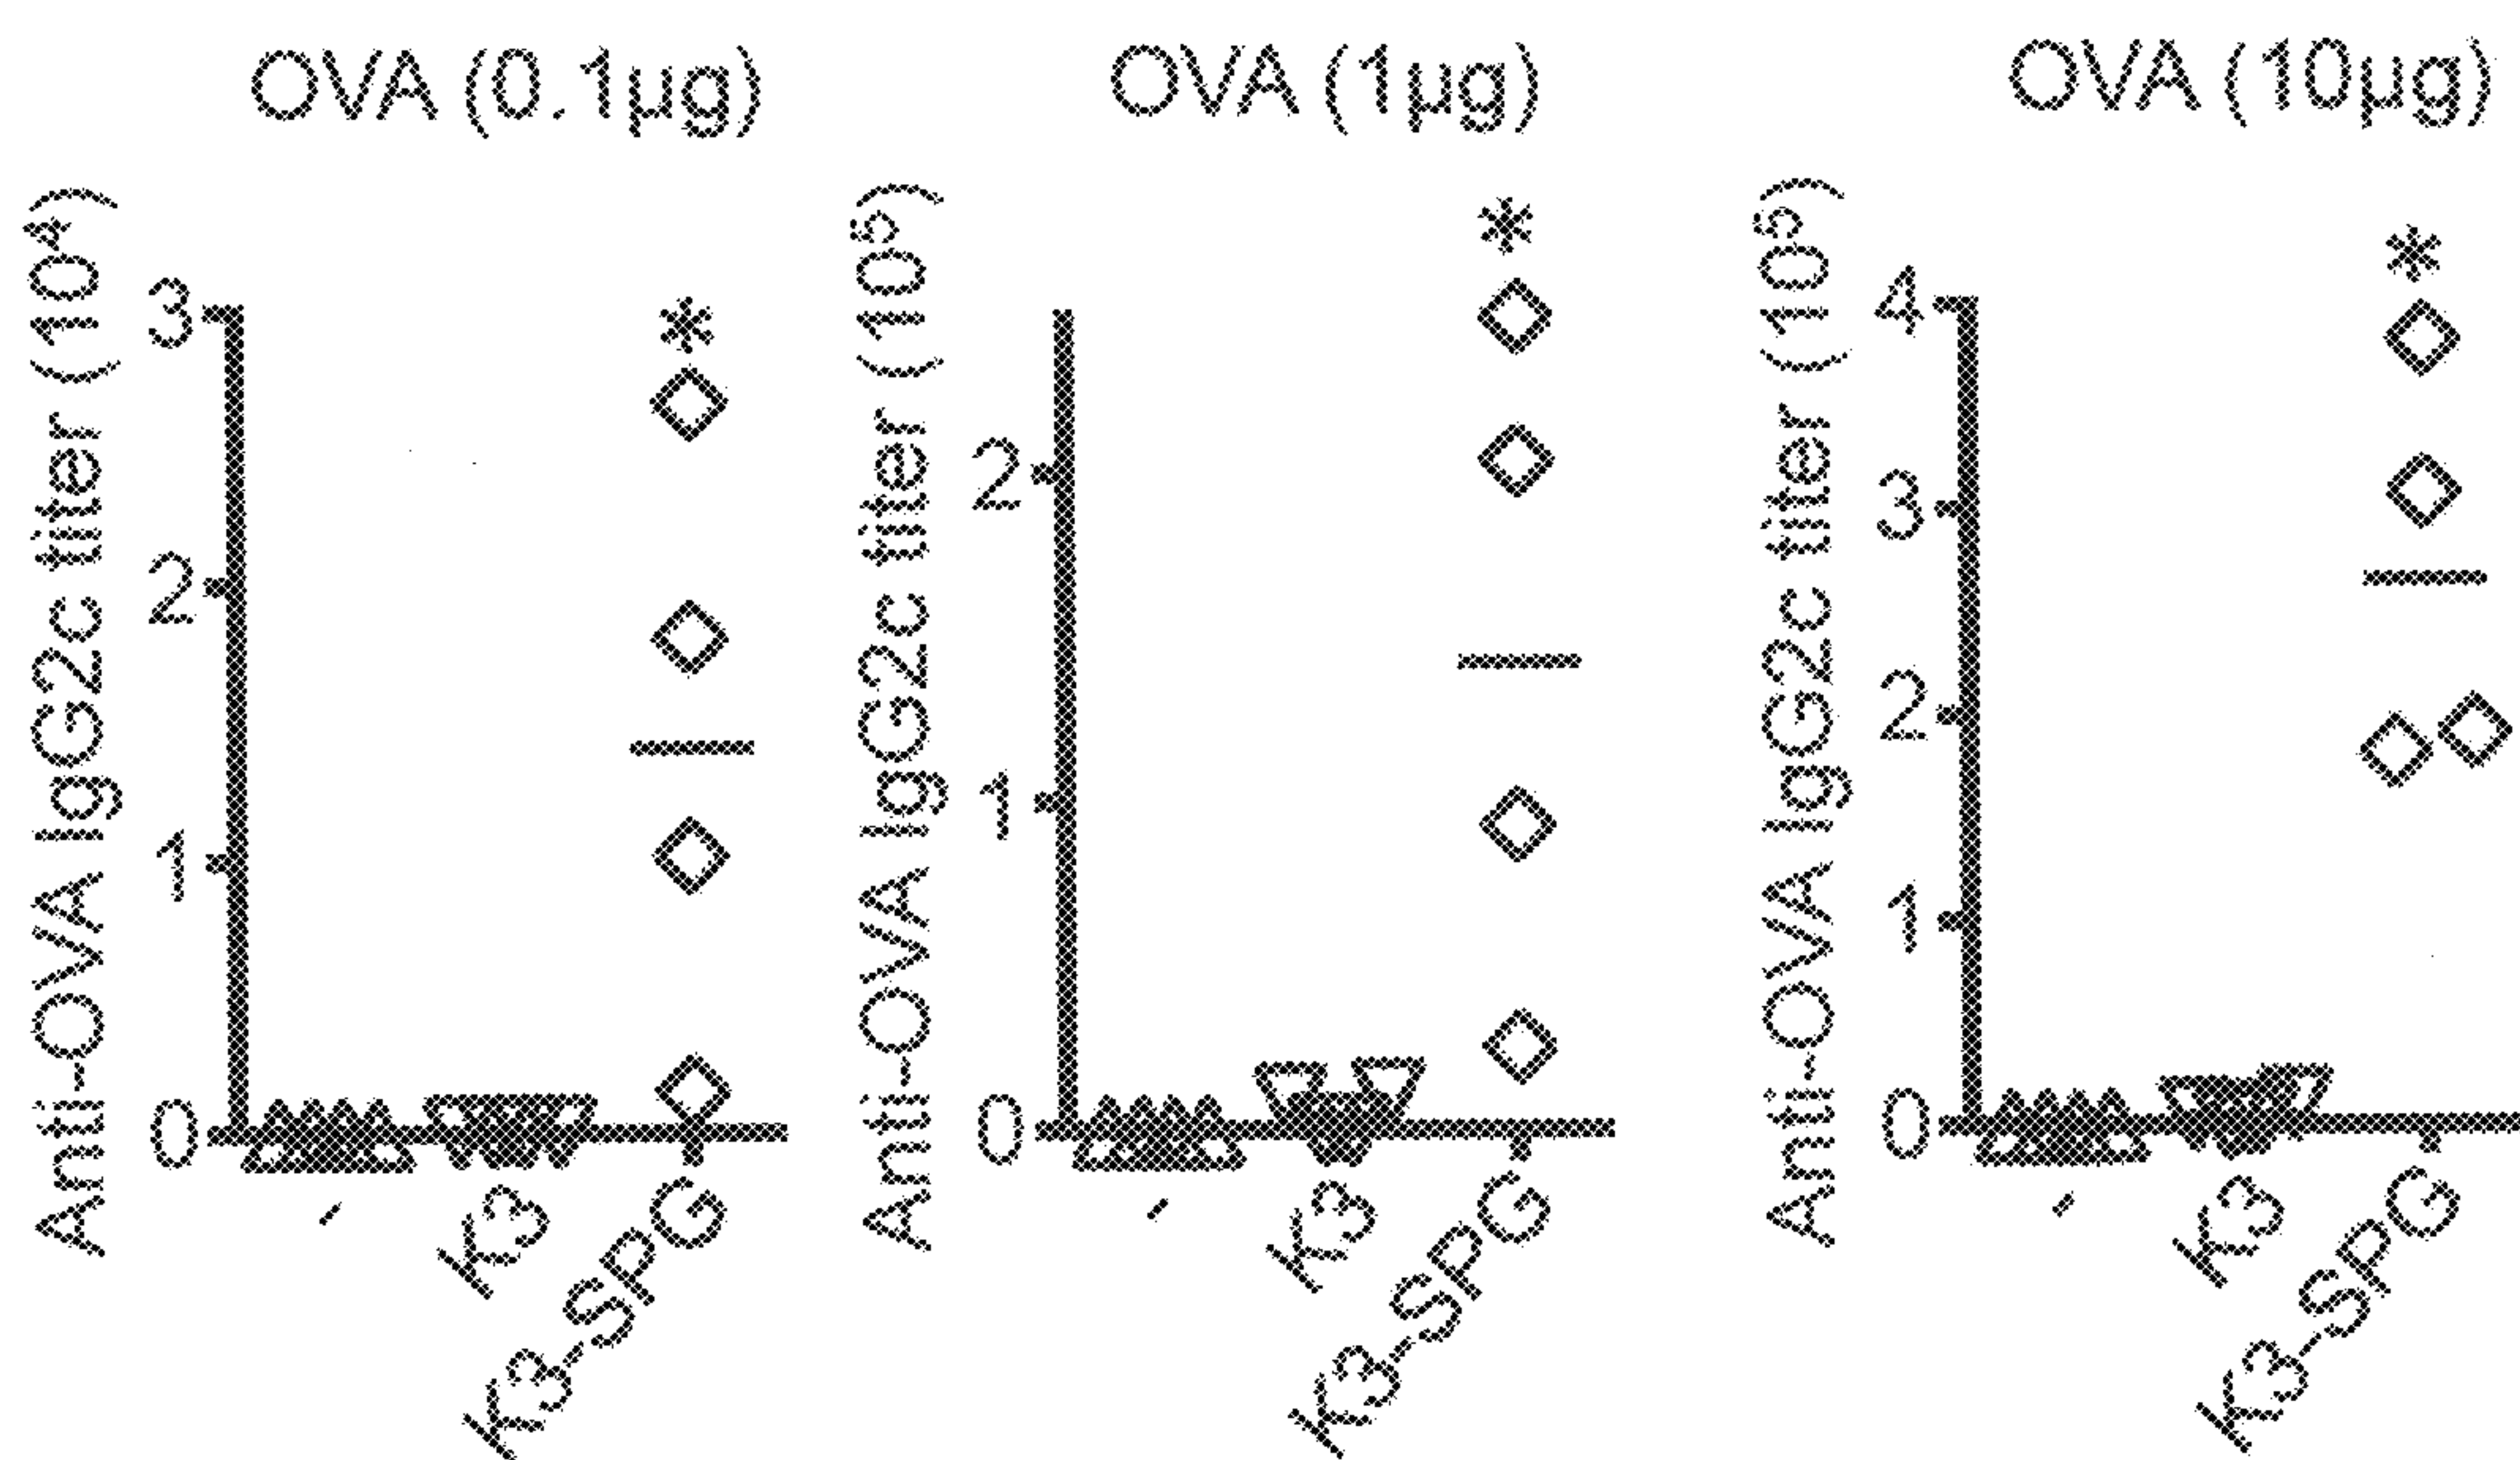 OVA (0.1µg)
Anti-OVA IgG2c titer (10⁴)
3
2
1
0
*
-
K3
K3-SPG
OVA (1µg)
Anti-OVA IgG2c titer (10⁵)
2
1
0
*
-
K3
K3-SPG
OVA (10µg)
Anti-OVA IgG2c titer (10⁵)
4
3
2
1
0
*
-
K3
K3-SPG